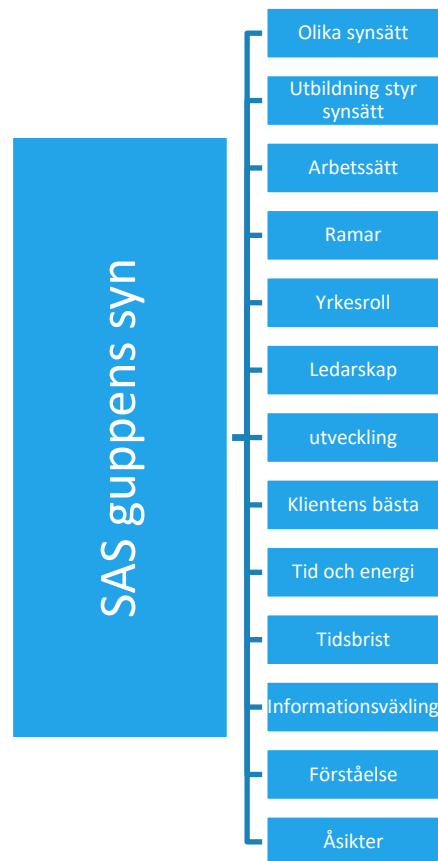 SAS guppens syn
Olika synsätt
Utbildning styr
synsätt
Arbetssätt
Ramar
Yrkesroll
Ledarskap
utveckling
Klientens bästa
Tid och energi
Tidsbrist
Informationsväxling
Förståelse
Åsikter